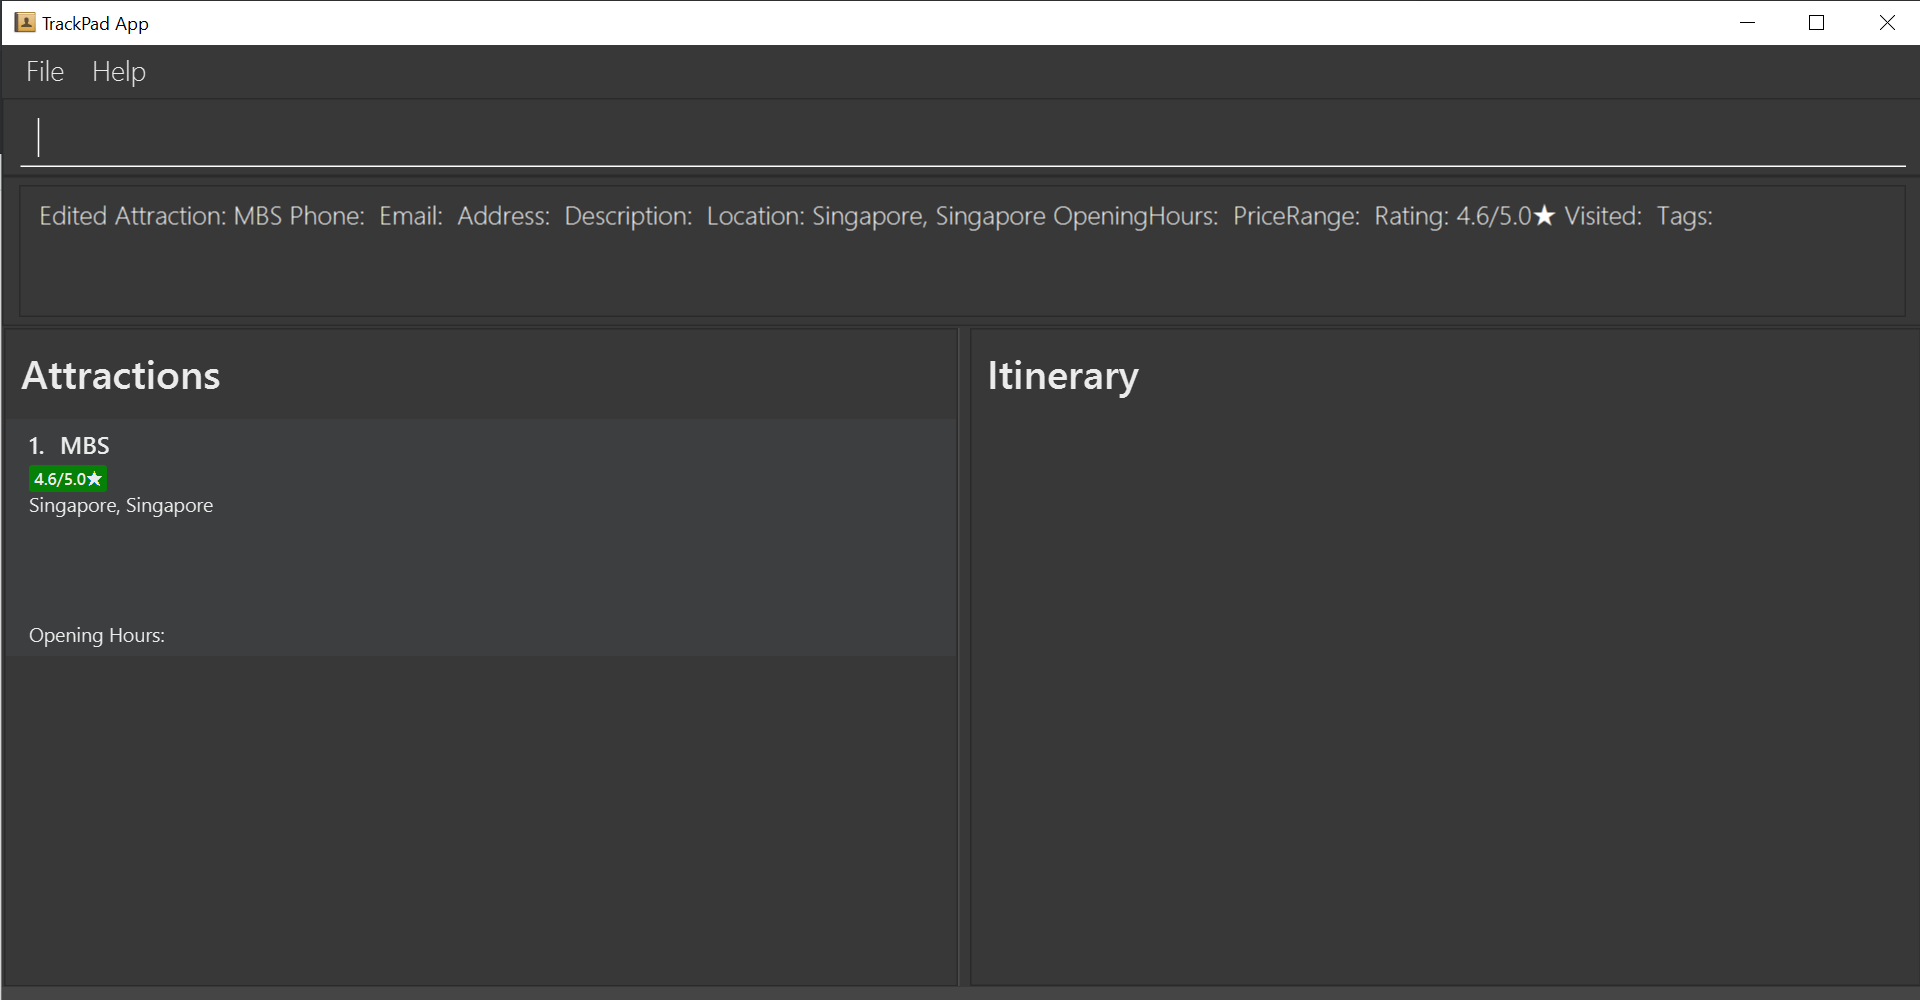 TrackPad App
File Help
Edited Attraction: MBS Phone: Email: Address: Description: Location: Singapore, Singapore OpeningHours: PriceRange: Rating: 4.6/5.0★ Visited: Tags:
Attractions
1. MBS
4.6/5.0★
Singapore, Singapore
Opening Hours:
Itinerary